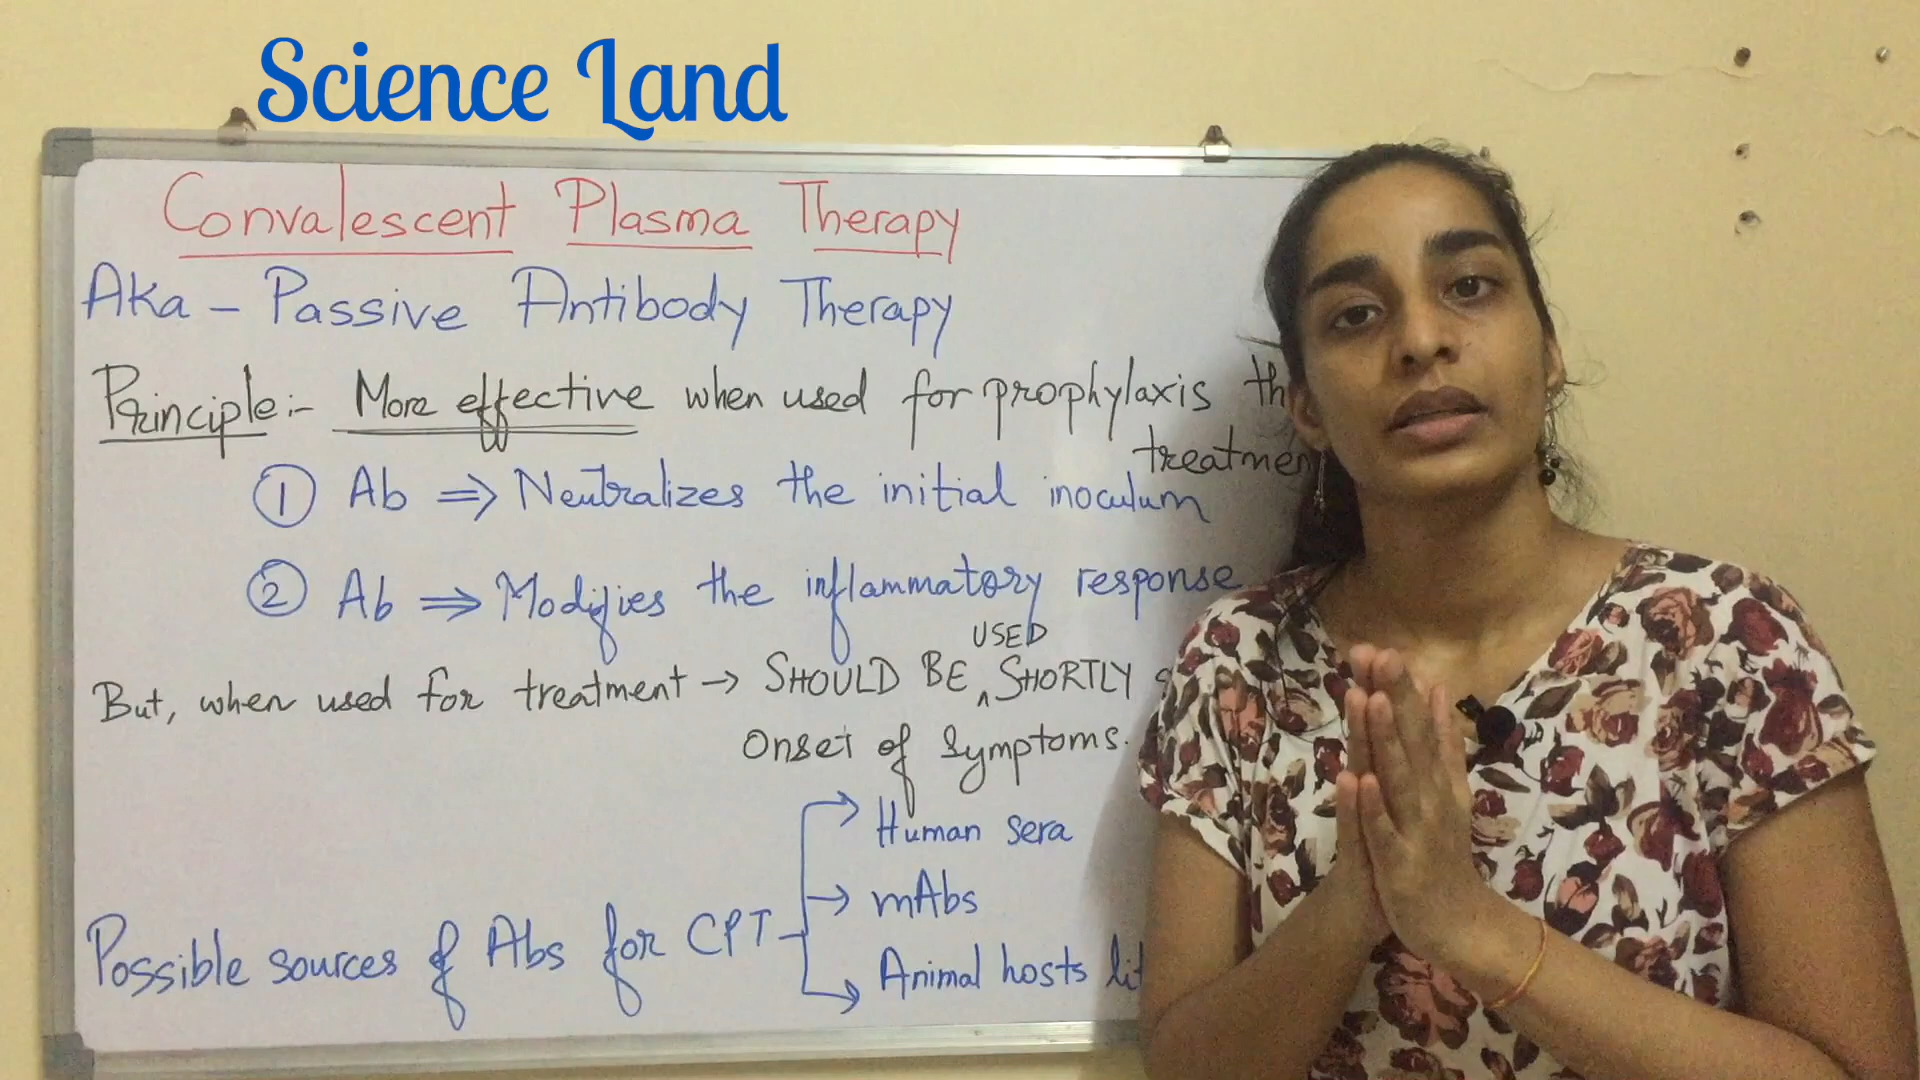 Science Land
Convalescent Plasma Therapy
Aka - Passive Antibody Therapy
Principle:- More effective when used for prophylaxis
① Ab ⇒ Neutralizes the initial inoculum
② Ab ⇒ Modifies the inflammatory response
But, when used for treatment → SHOULD BE USED SHORTLY
Onset of Symptoms.
Possible sources of Abs for CPT
→ Human sera
→ mAbs
→ Animal hosts